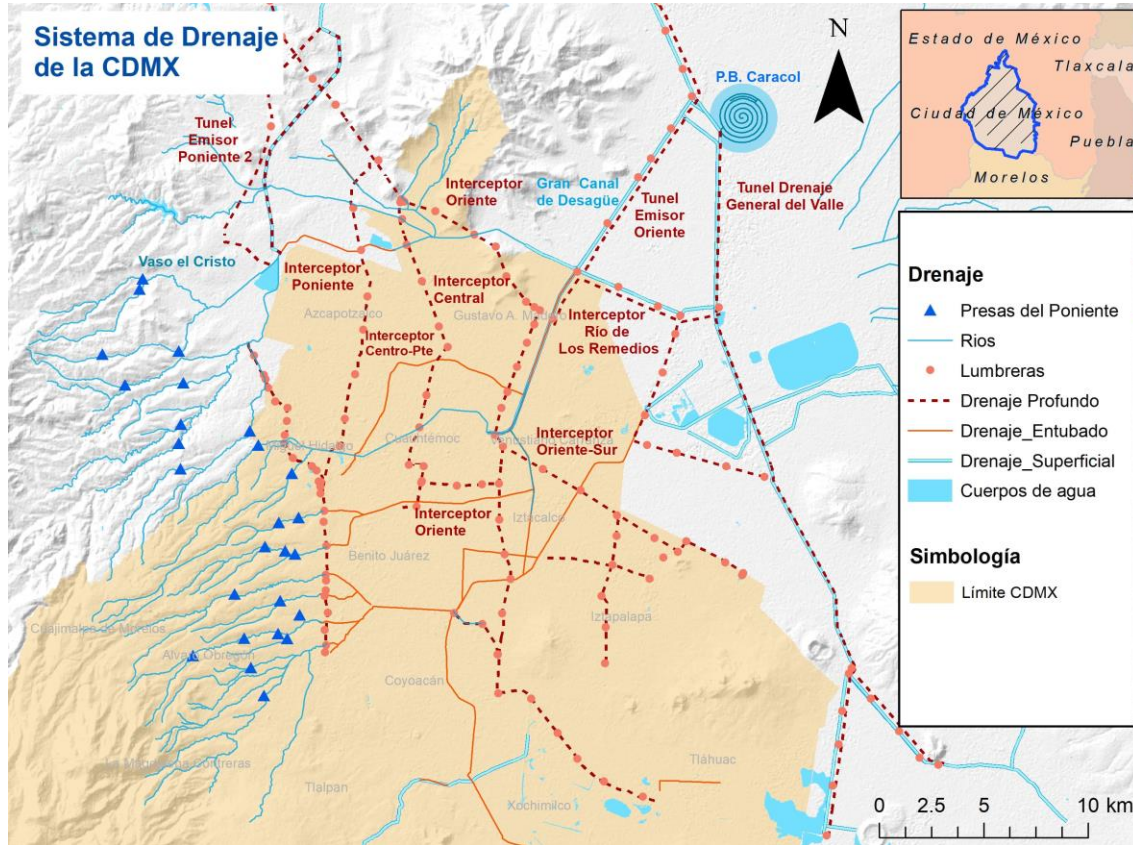 Sistema de Drenaje
de la CDMX
N
P.B. Caracol
Tunel
Emisor
Poniente 2
Interceptor
Oriente
Gran Canal
de Desagüe
Tunel
Emisor
Oriente
Tunel Drenaje
General del Valle
Vaso el Cristo
Interceptor
Poniente
Interceptor
Central
Azcapotzalco
Gustavo A. Madero
Interceptor
Centro-Pte
Interceptor
Río de
Los Remedios
Miguel Hidalgo
Cuauhtémoc
Venustiano Carranza
Interceptor
Oriente-Sur
Interceptor
Oriente
Iztacalco
Benito Juárez
Iztapalapa
Cuajimalpa de Morelos
Alvaro Obregón
Coyoacán
La Magdalena Contreras
Tlalpan
Xochimilco
Tláhuac
Estado de México
Tlaxcala
Ciudad de México
Puebla
Morelos
Drenaje
Presas del Poniente
Rios
Lumbreras
Drenaje Profundo
Drenaje_Entubado
Drenaje_Superficial
Cuerpos de agua
Simbología
Límite CDMX
0 2.5 5 10 km